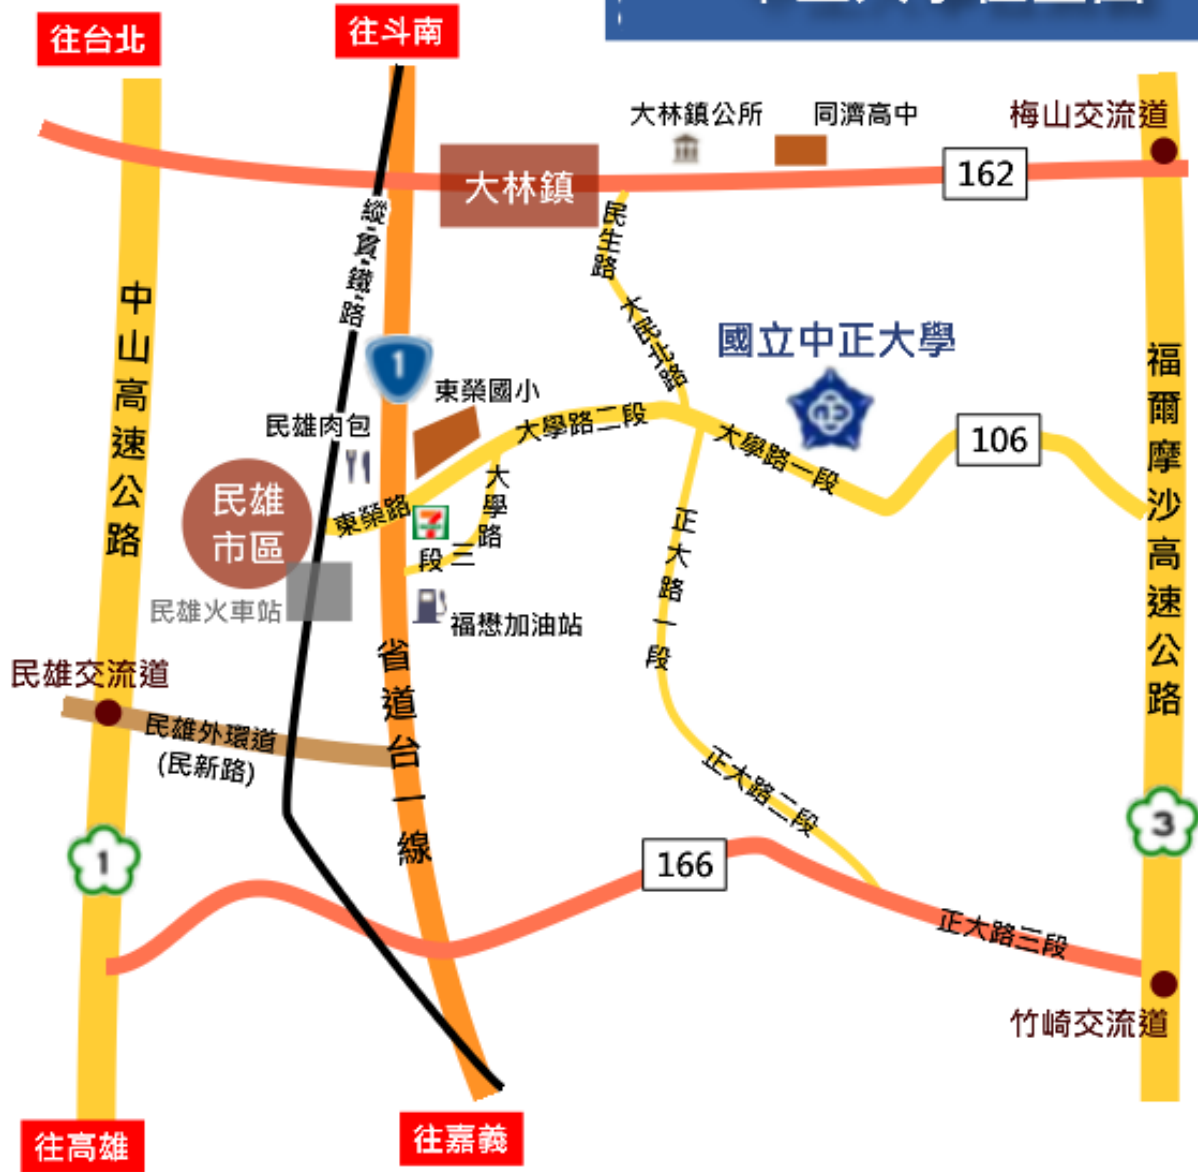 往台北
往斗南
大林鎮公所
同濟高中
梅山交流道
162
大林鎮
縱貫鐵路
民生路
中山高速公路
大民北路
國立中正大學
1
福爾摩沙高速公路
東榮國小
民雄肉包
大學路二段
大學路一段
106
民雄
市區
東榮路
7
大學路三段
正大路一段
民雄火車站
福懋加油站
省道台一線
民雄交流道
民雄外環道
(民新路)
正大路二段
3
1
166
正大路三段
竹崎交流道
往高雄
往嘉義